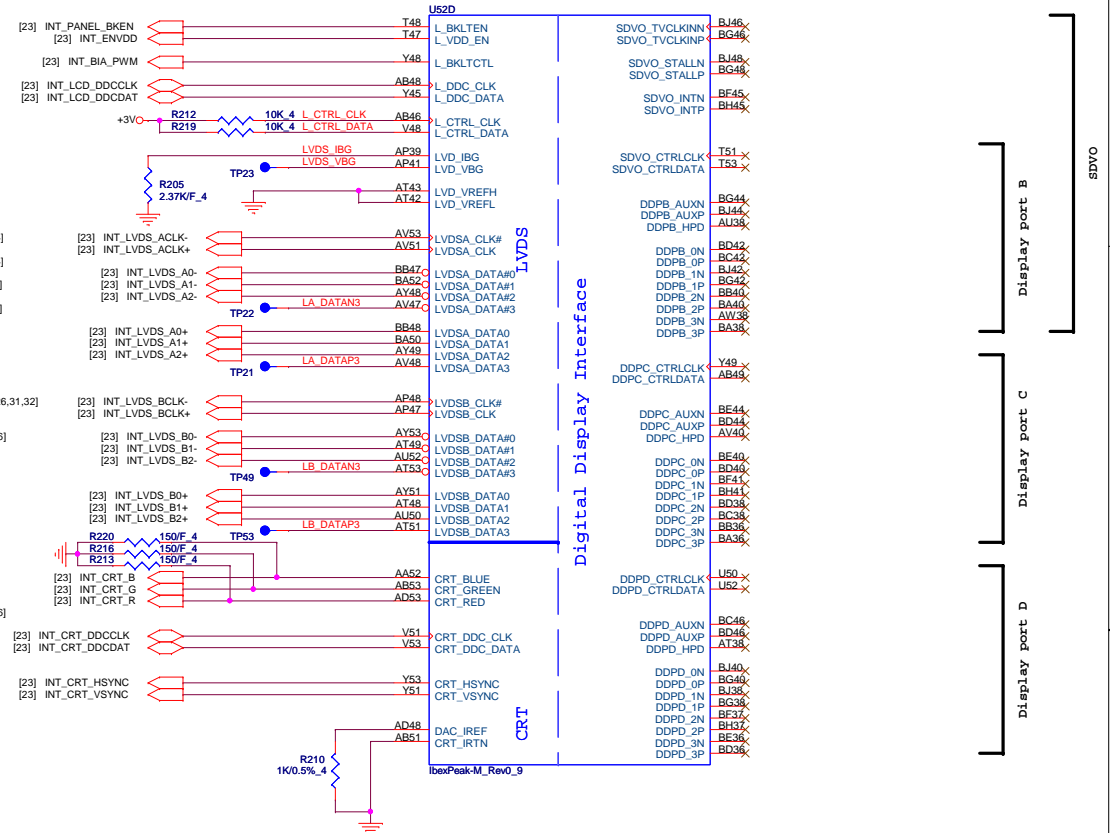 U52D
[23] INT_PANEL_BKEN T48 L_BKLTEN SDVO_TVCLKINN BJ46
[23] INT_ENVDD T47 L_VDD_EN SDVO_TVCLKINP BG46
[23] INT_BIA_PWM Y48 L_BKLTCTL SDVO_STALLN BJ48
SDVO_STALLP BG48
[23] INT_LCD_DDCCLK AB48 L_DDC_CLK
[23] INT_LCD_DDCDAT Y45 L_DDC_DATA SDVO_INTN BF45
SDVO_INTP BH45
+3V R212 10K_4 L_CTRL_CLK AB46 L_CTRL_CLK
R219 10K_4 L_CTRL_DATA V48 L_CTRL_DATA
LVDS_IBG AP39 LVD_IBG SDVO_CTRLCLK T51
TP23 LVDS_VBG AP41 LVD_VBG SDVO_CTRLDATA T53
R205
2.37K/F_4
AT43 LVD_VREFH
AT42 LVD_VREFL DDPB_AUXN BG44
DDPB_AUXP BJ44
DDPB_HPD AU38
[23] INT_LVDS_ACLK- AV53 LVDSA_CLK#
[23] INT_LVDS_ACLK+ AV51 LVDSA_CLK DDPB_0N BD42
DDPB_0P BC42
[23] INT_LVDS_A0- BB47 LVDSA_DATA#0 DDPB_1N BJ42
[23] INT_LVDS_A1- BA52 LVDSA_DATA#1 DDPB_1P BG42
[23] INT_LVDS_A2- AY48 LVDSA_DATA#2 DDPB_2N BB40
TP22 LA_DATAN3 AV47 LVDSA_DATA#3 DDPB_2P BA40
DDPB_3N AW38
[23] INT_LVDS_A0+ BB48 LVDSA_DATA0 DDPB_3P BA38
[23] INT_LVDS_A1+ BA50 LVDSA_DATA1
[23] INT_LVDS_A2+ AY49 LVDSA_DATA2
TP21 LA_DATAP3 AV48 LVDSA_DATA3 DDPC_CTRLCLK Y49
DDPC_CTRLDATA AB49
6,31,32]
[23] INT_LVDS_BCLK- AP48 LVDSB_CLK#
[23] INT_LVDS_BCLK+ AP47 LVDSB_CLK DDPC_AUXN BE44
DDPC_AUXP BD44
[23] INT_LVDS_B0- AY53 LVDSB_DATA#0 DDPC_HPD AV40
[23] INT_LVDS_B1- AT49 LVDSB_DATA#1
[23] INT_LVDS_B2- AU52 LVDSB_DATA#2 DDPC_0N BE40
TP49 LB_DATAN3 AT53 LVDSB_DATA#3 DDPC_0P BD40
DDPC_1N BF41
[23] INT_LVDS_B0+ AY51 LVDSB_DATA0 DDPC_1P BH41
[23] INT_LVDS_B1+ AT48 LVDSB_DATA1 DDPC_2N BD38
[23] INT_LVDS_B2+ AU50 LVDSB_DATA2 DDPC_2P BC38
TP53 LB_DATAP3 AT51 LVDSB_DATA3 DDPC_3N BB36
DDPC_3P BA36
R220 150/F_4
R216 150/F_4
R213 150/F_4
[23] INT_CRT_B AA52 CRT_BLUE DDPD_CTRLCLK U50
[23] INT_CRT_G AB53 CRT_GREEN DDPD_CTRLDATA U52
[23] INT_CRT_R AD53 CRT_RED
DDPD_AUXN BC46
[23] INT_CRT_DDCCLK V51 CRT_DDC_CLK DDPD_AUXP BD46
[23] INT_CRT_DDCDAT V53 CRT_DDC_DATA DDPD_HPD AT38
DDPD_0N BJ40
[23] INT_CRT_HSYNC Y53 CRT_HSYNC DDPD_0P BG40
[23] INT_CRT_VSYNC Y51 CRT_VSYNC DDPD_1N BJ38
DDPD_1P BG38
DDPD_2N BF37
AD48 DAC_IREF DDPD_2P BH37
AB51 CRT_IRTN DDPD_3N BE36
DDPD_3P BD36
R210
1K/0.5%_4
IbexPeak-M_Rev0_9
LVDS
CRT
Digital Display Interface
Display port B
Display port C
Display port D
SDVO